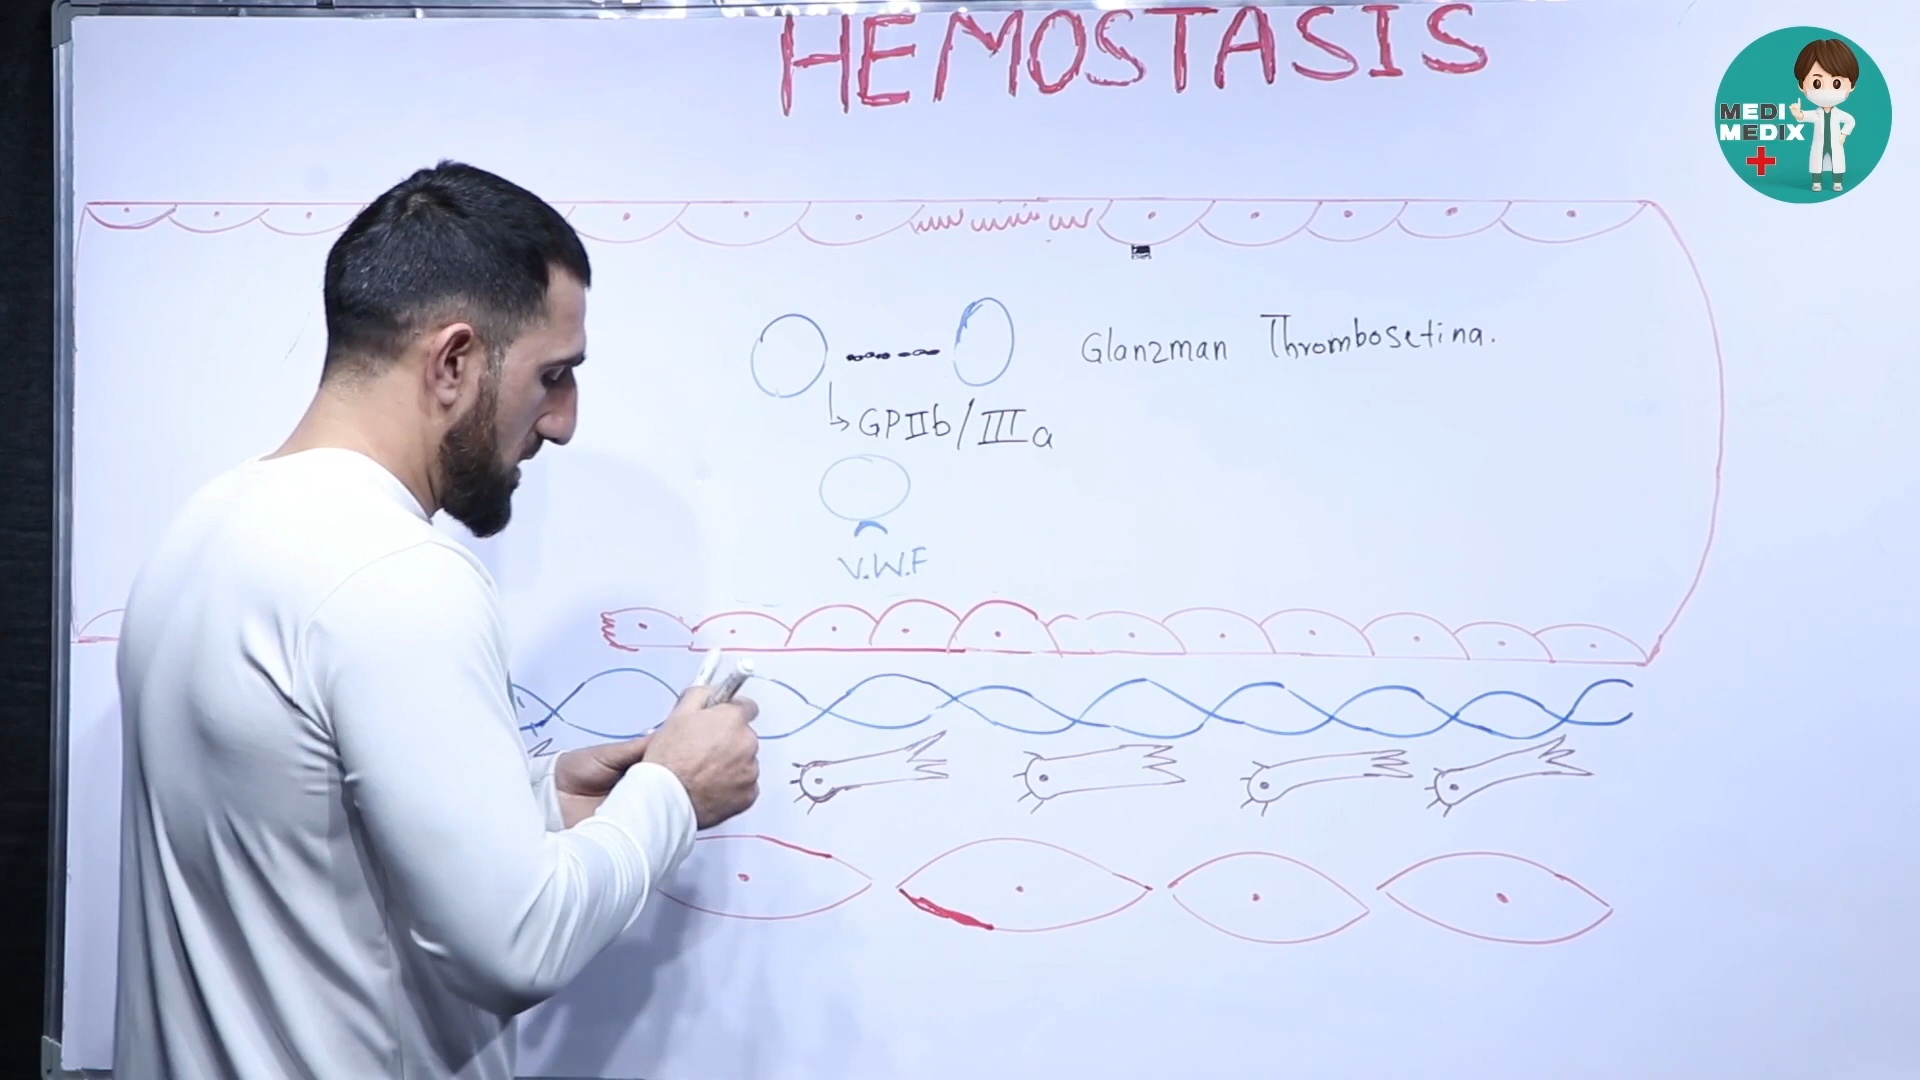 HEMOSTASIS
MEDI
MEDIX
Glanzman Thrombosetina.
GPIIb/IIIa
V.W.F